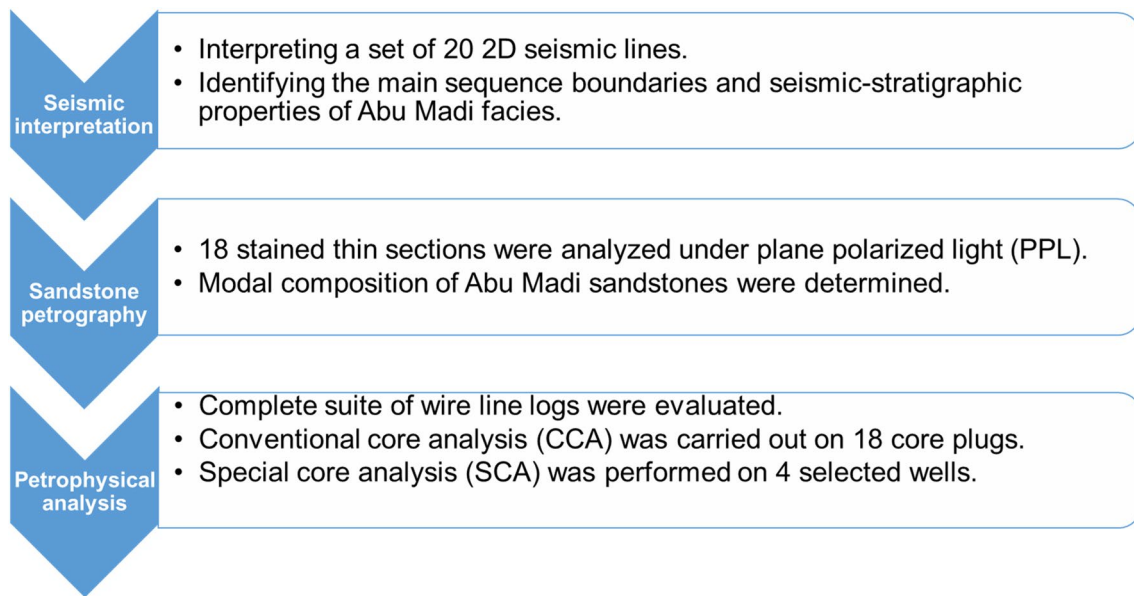 Seismic
interpretation
• Interpreting a set of 20 2D seismic lines.
• Identifying the main sequence boundaries and seismic-stratigraphic
properties of Abu Madi facies.
Sandstone
petrography
• 18 stained thin sections were analyzed under plane polarized light (PPL).
• Modal composition of Abu Madi sandstones were determined.
Petrophysical
analysis
• Complete suite of wire line logs were evaluated.
• Conventional core analysis (CCA) was carried out on 18 core plugs.
• Special core analysis (SCA) was performed on 4 selected wells.